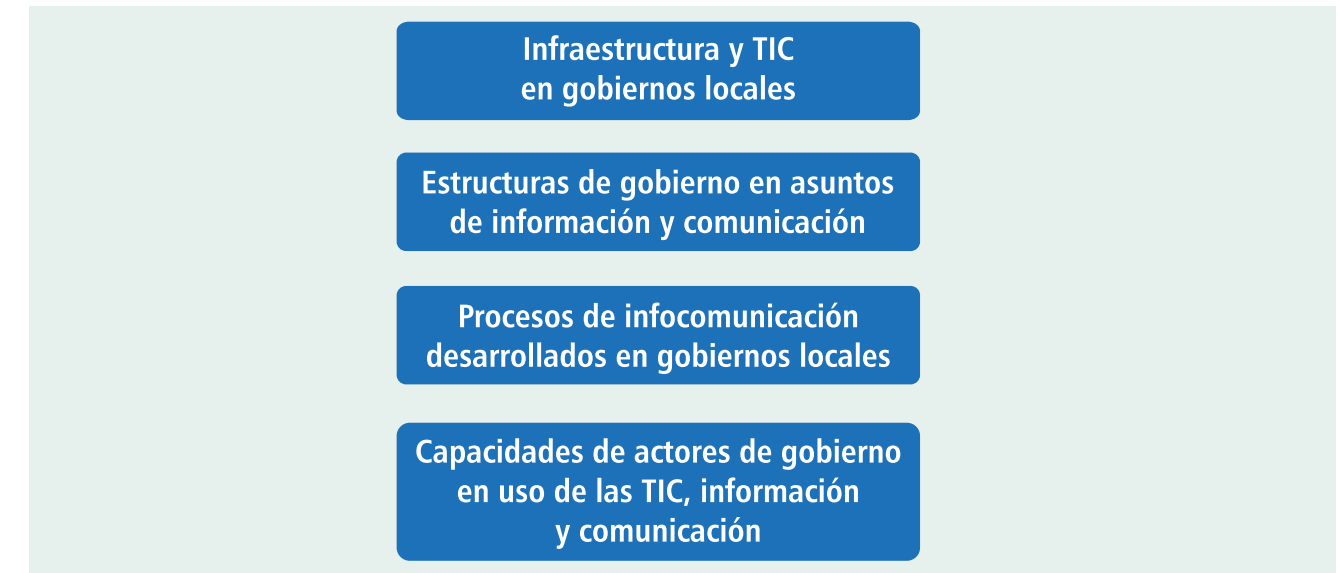 Infraestructura y TIC
en gobiernos locales
Estructuras de gobierno en asuntos
de información y comunicación
Procesos de infocomunicación
desarrollados en gobiernos locales
Capacidades de actores de gobierno
en uso de las TIC, información
y comunicación